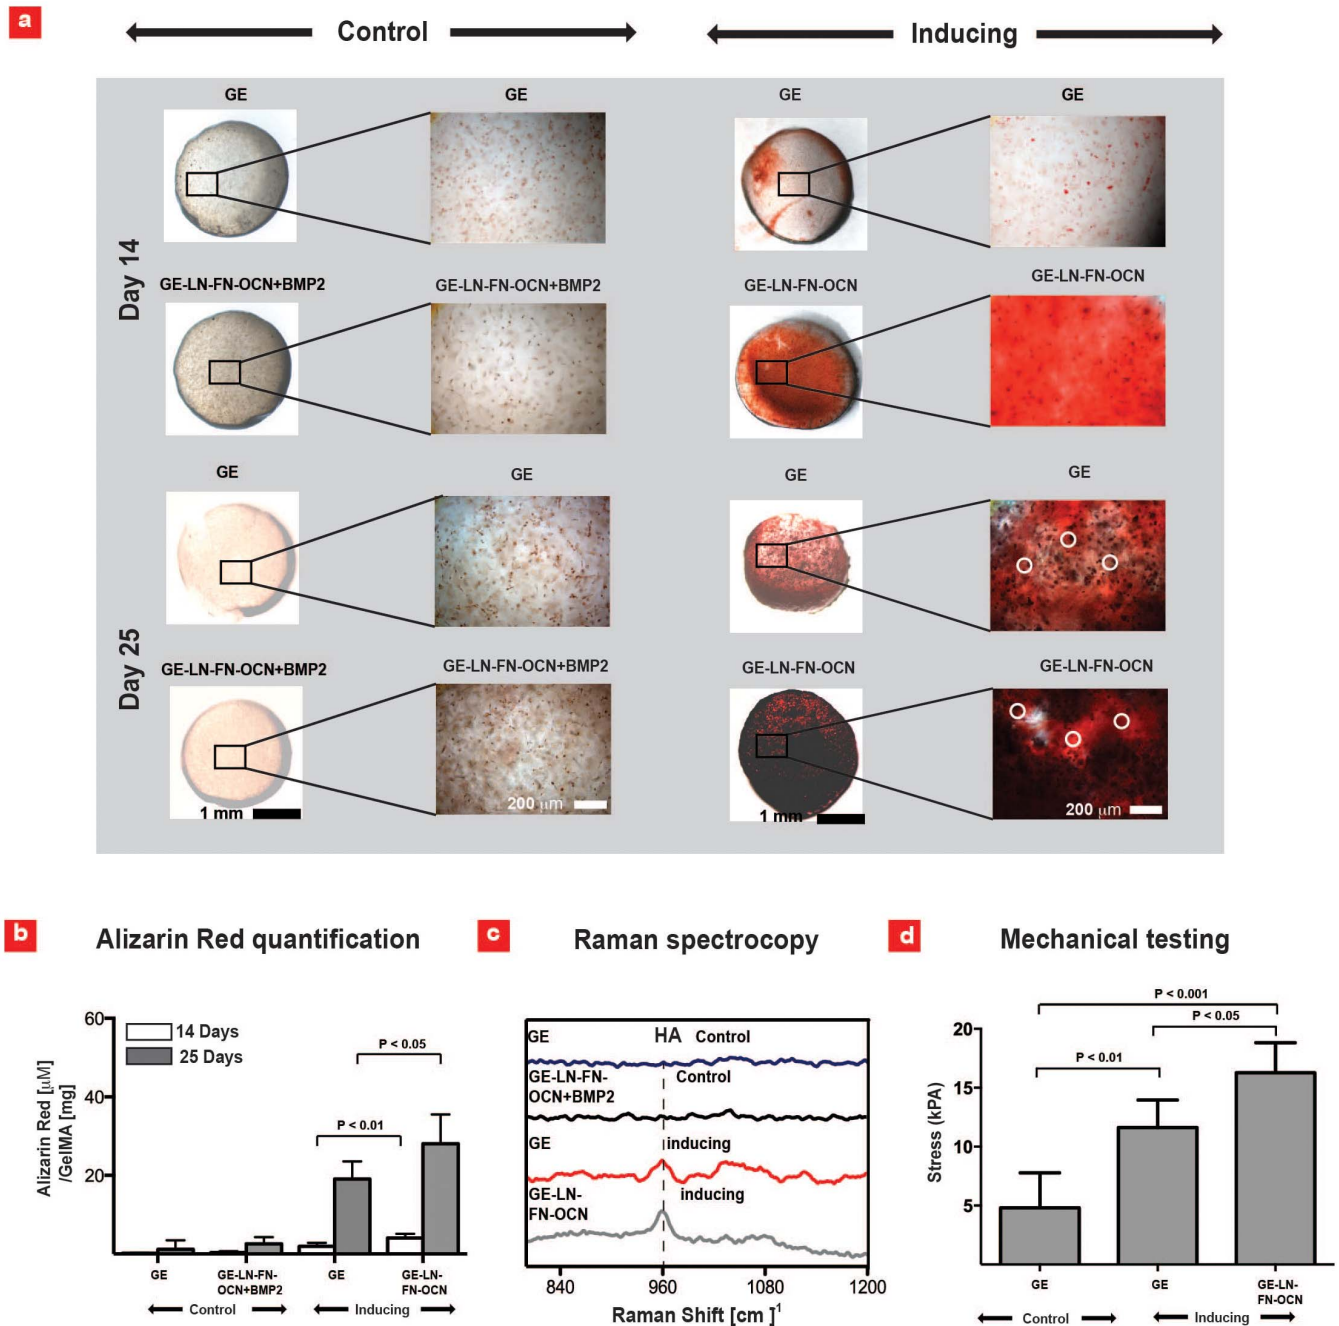 a
Control
Inducing
GE
GE
GE
GE
Day 14
GE-LN-FN-OCN+BMP2
GE-LN-FN-OCN+BMP2
GE-LN-FN-OCN
GE-LN-FN-OCN
GE
GE
GE
GE
Day 25
GE-LN-FN-OCN+BMP2
GE-LN-FN-OCN+BMP2
GE-LN-FN-OCN
GE-LN-FN-OCN
1 mm
200 μm
1 mm
200 μm
b
Alizarin Red quantification
60
40
20
Alizarin Red [μM]
/GelMA [mg]
14 Days
25 Days
P < 0.05
P < 0.01
GE
GE-LN-FN-
OCN+BMP2
GE
GE-LN-
FN-OCN
Control
Inducing
c
Raman spectrocopy
GE
HA
Control
GE-LN-FN-
OCN+BMP2
Control
GE
inducing
GE-LN-
FN-OCN
inducing
840
960
1080
1200
Raman Shift [cm ]¹
d
Mechanical testing
P < 0.001
P < 0.05
P < 0.01
20
15
10
5
Stress (kPA)
GE
GE
GE-LN-
FN-OCN
Control
Inducing